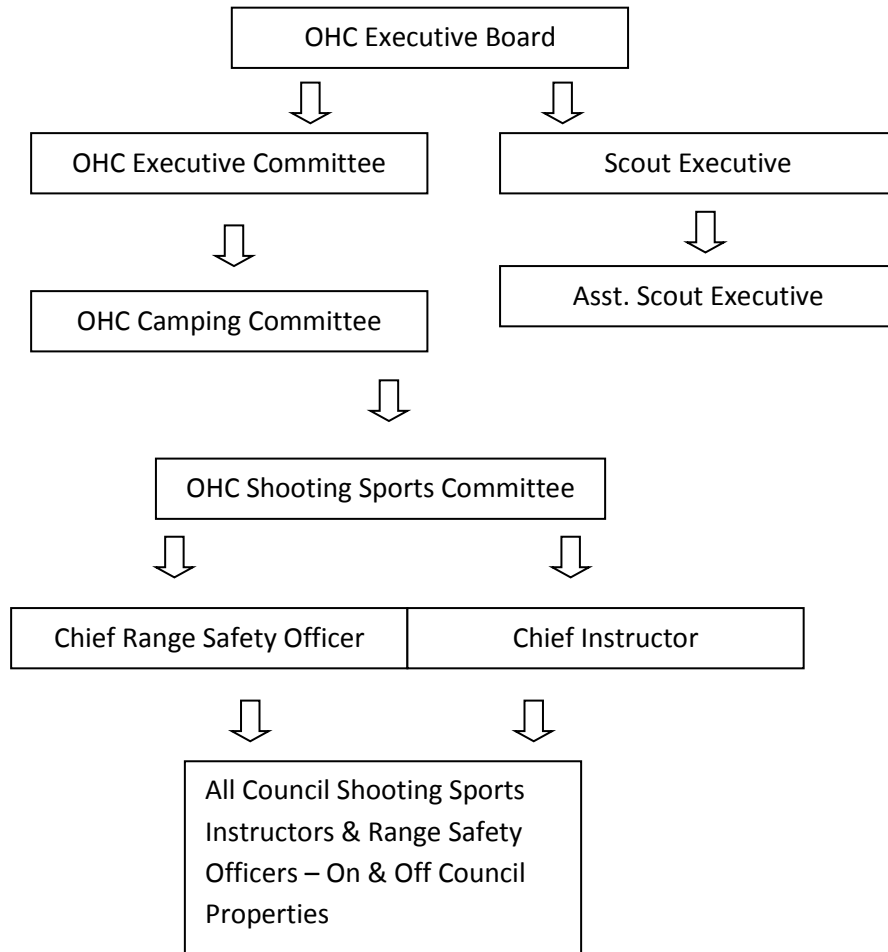 OHC Executive Board
OHC Executive Committee
Scout Executive
OHC Camping Committee
Asst. Scout Executive
OHC Shooting Sports Committee
Chief Range Safety Officer
Chief Instructor
All Council Shooting Sports
Instructors & Range Safety
Officers – On & Off Council
Properties